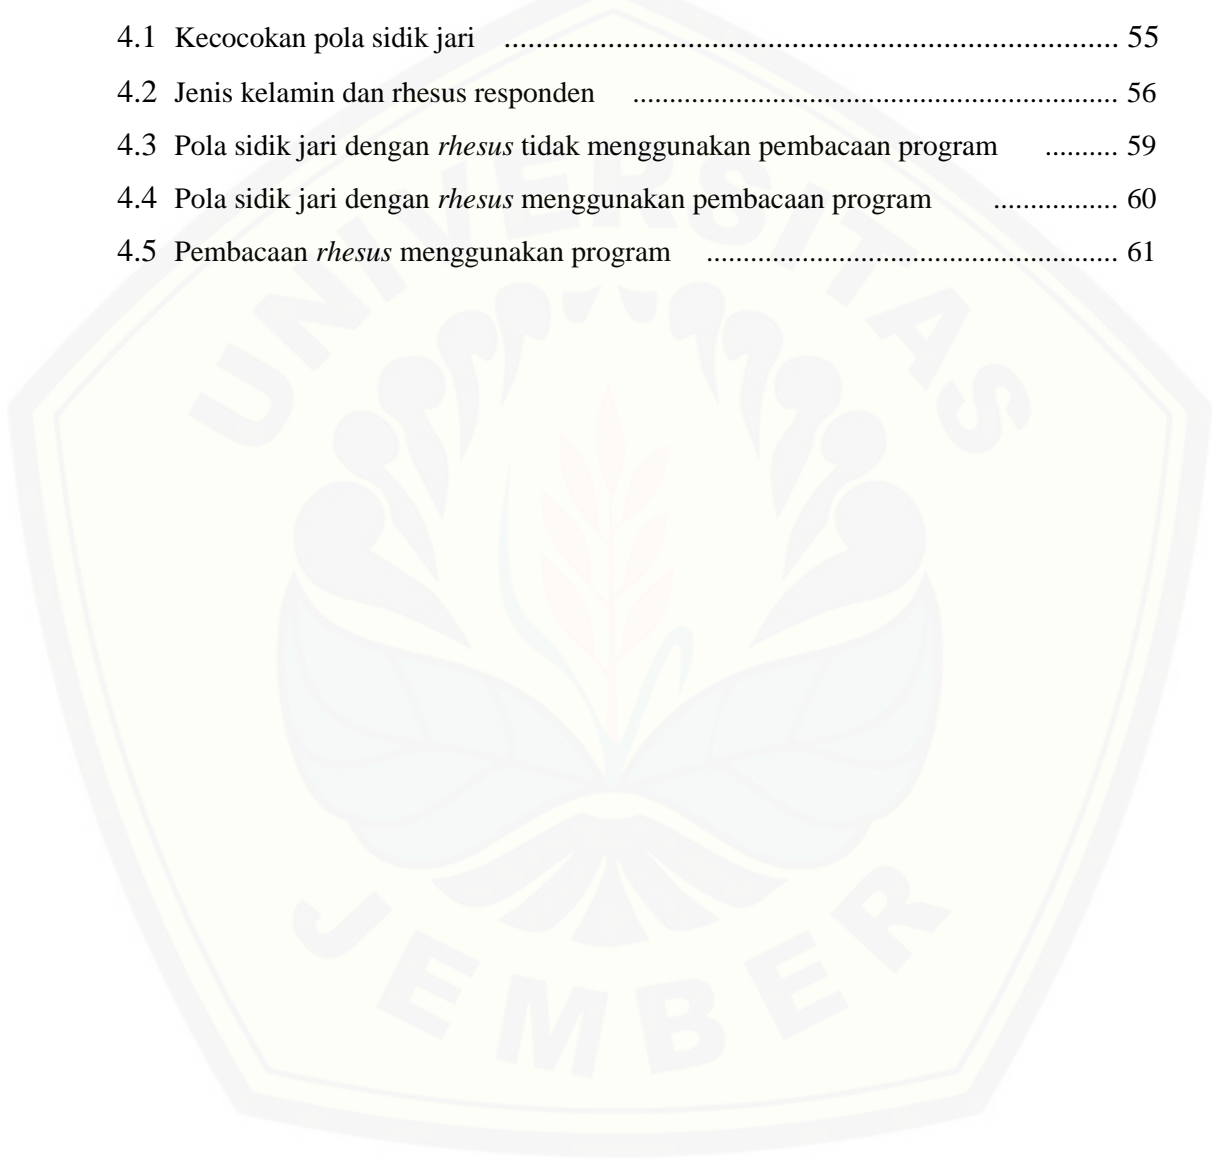 4.1 Kecocokan pola sidik jari .................................................................................... 55
4.2 Jenis kelamin dan rhesus responden .................................................................. 56
4.3 Pola sidik jari dengan rhesus tidak menggunakan pembacaan program .......... 59
4.4 Pola sidik jari dengan rhesus menggunakan pembacaan program ................. 60
4.5 Pembacaan rhesus menggunakan program ........................................................ 61
UNIVERSITAS
JEMBER